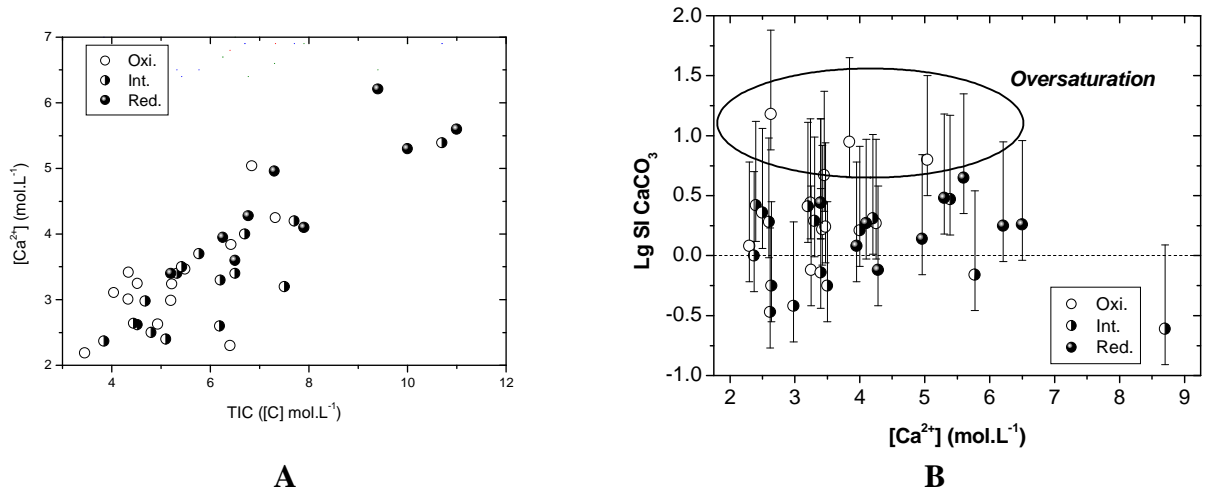 7
6
5
4
3
2
4
6
8
10
12
Oxi.
Int.
Red.
[Ca²⁺] (mol.L⁻¹)
TIC ([C] mol.L⁻¹)
A
2.0
1.5
1.0
0.5
0.0
-0.5
-1.0
2
3
4
5
6
7
8
9
Oversaturation
Oxi.
Int.
Red.
Lg SI CaCO₃
[Ca²⁺] (mol.L⁻¹)
B